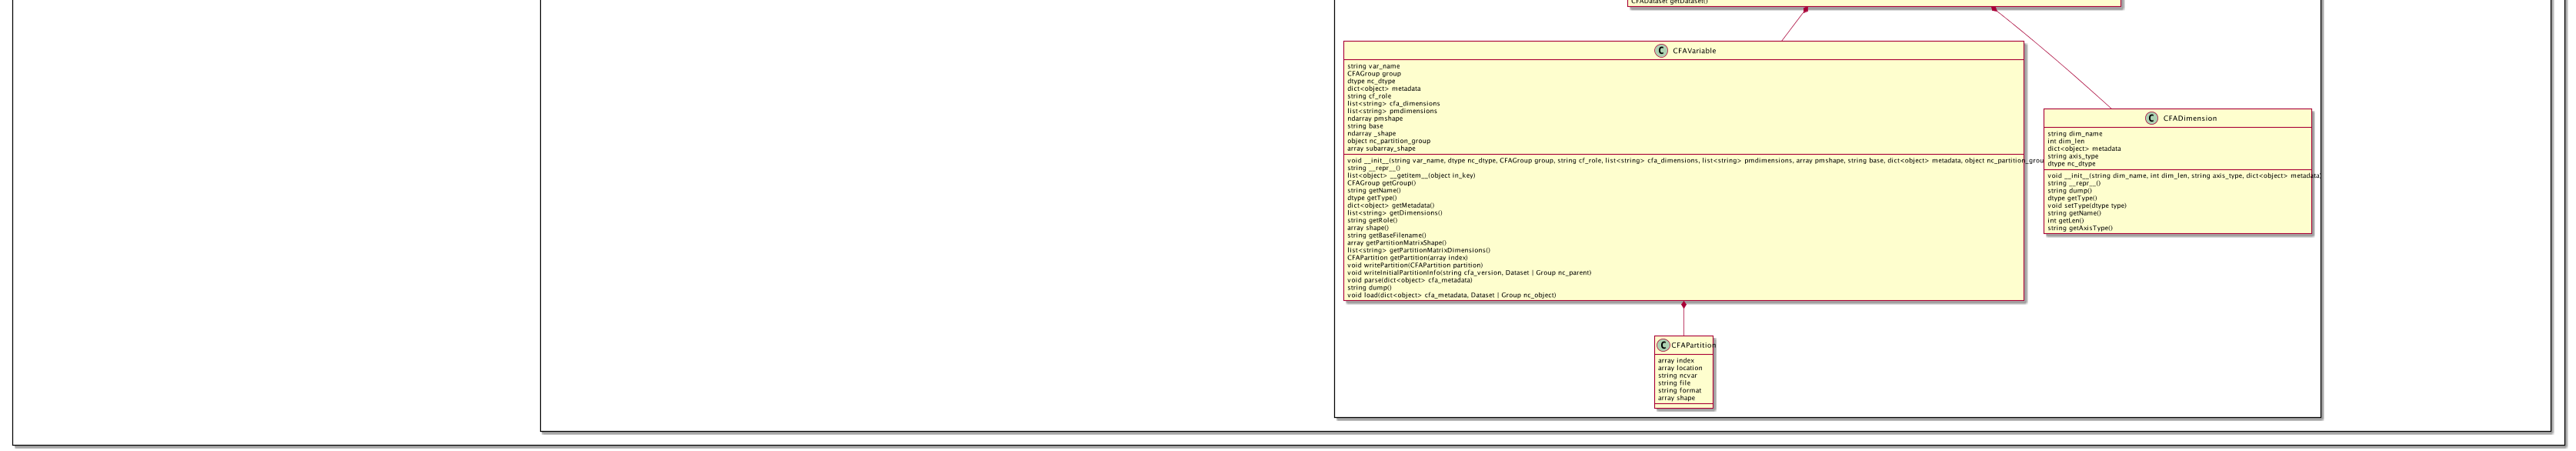 CFADataset getDataset()
C CFAVariable
string var_name
CFAGroup group
dtype nc_dtype
dict<object> metadata
string cf_role
list<string> cfa_dimensions
list<string> pmdimensions
ndarray pmshape
string base
ndarray _shape
object nc_partition_group
array subarray_shape
void __init__(string var_name, dtype nc_dtype, CFAGroup group, string cf_role, list<string> cfa_dimensions, list<string> pmdimensions, array pmshape, string base, dict<object> metadata, object nc_partition_grou
string __repr__()
list<object> __getitem__(object in_key)
CFAGroup getGroup()
string getName()
dtype getType()
dict<object> getMetadata()
list<string> getDimensions()
string getRole()
array shape()
string getBaseFilename()
array getPartitionMatrixShape()
list<string> getPartitionMatrixDimensions()
CFAPartition getPartition(array index)
void writePartition(CFAPartition partition)
void writeInitialPartitionInfo(string cfa_version, Dataset | Group nc_parent)
void parse(dict<object> cfa_metadata)
string dump()
void load(dict<object> cfa_metadata, Dataset | Group nc_object)
C CFADimension
string dim_name
int dim_len
dict<object> metadata
string axis_type
dtype nc_dtype
void __init__(string dim_name, int dim_len, string axis_type, dict<object> metadata)
string __repr__()
string dump()
dtype getType()
void setType(dtype type)
string getName()
int getLen()
string getAxisType()
C CFAPartition
array index
array location
string ncvar
string file
string format
array shape